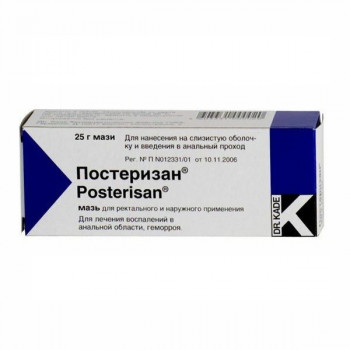 25 г мази
Для нанесения на слизистую оболоч-
ку и введения в анальный проход
Рег. № П N012331/01 от 10.11.2006
Постеризан®
Posterisan®
мазь для ректального и наружного применения
Для лечения воспалений в
анальной области, геморроя.
DR. KADE
K